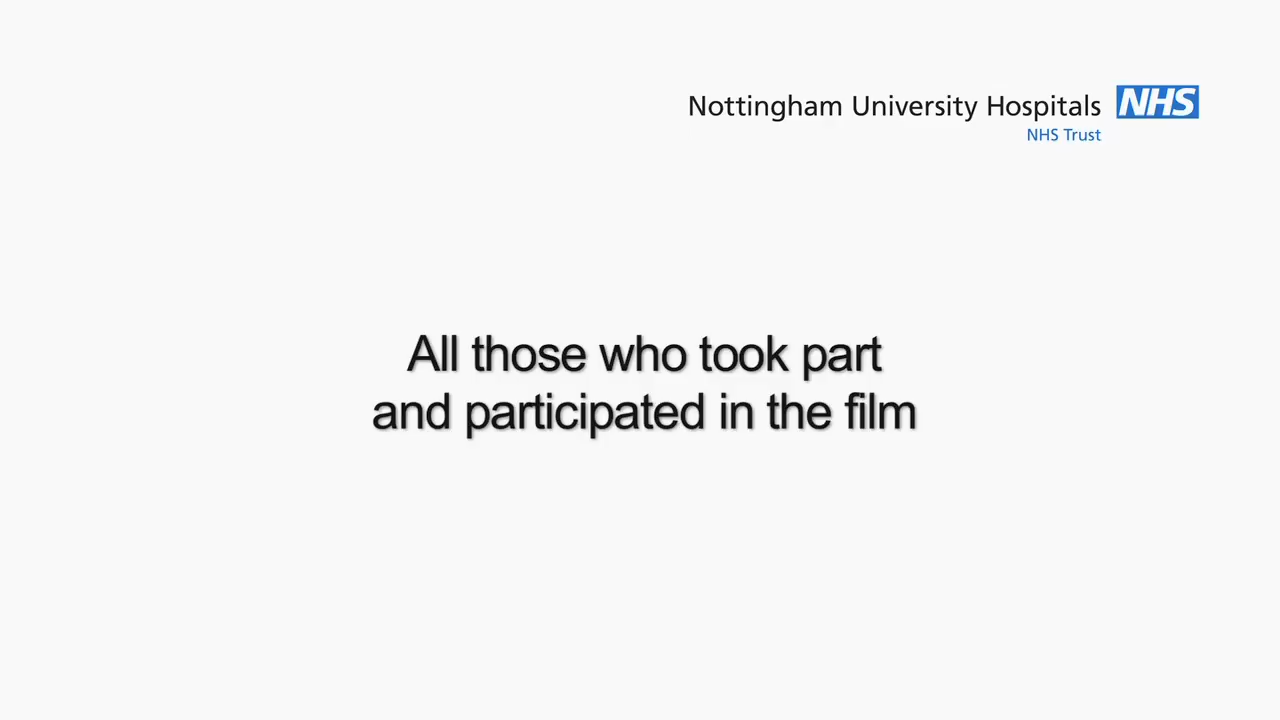 Nottingham University Hospitals NHS
NHS Trust
All those who took part
and participated in the film